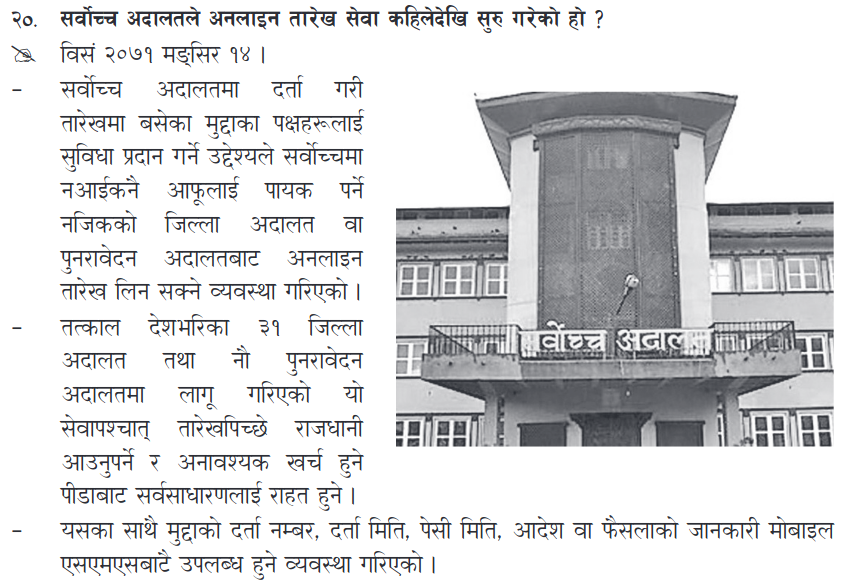 २०. सर्वोच्च अदालतले अनलाइन तारेख सेवा कहिलेदेखि सुरु गरेको हो ?
विसं २०७१ मङ्सिर १४ ।
– सर्वोच्च अदालतमा दर्ता गरी
तारेखमा बसेका मुद्दाका पक्षहरूलाई
सुविधा प्रदान गर्ने उद्देश्यले सर्वोच्चमा
नआईकनै आफूलाई पायक पर्ने
नजिकको जिल्ला अदालत वा
पुनरावेदन अदालतबाट अनलाइन
तारेख लिन सक्ने व्यवस्था गरिएको ।
– तत्काल देशभरिका ३१ जिल्ला
अदालत तथा नौ पुनरावेदन
अदालतमा लागू गरिएको यो
सेवापश्चात् तारेखपिच्छे राजधानी
आउनुपर्ने र अनावश्यक खर्च हुने
पीडाबाट सर्वसाधारणलाई राहत हुने ।
– यसका साथै मुद्दाको दर्ता नम्बर, दर्ता मिति, पेसी मिति, आदेश वा फैसलाको जानकारी मोबाइल
एसएमएसबाटै उपलब्ध हुने व्यवस्था गरिएको ।
सर्वोच्च अदालत